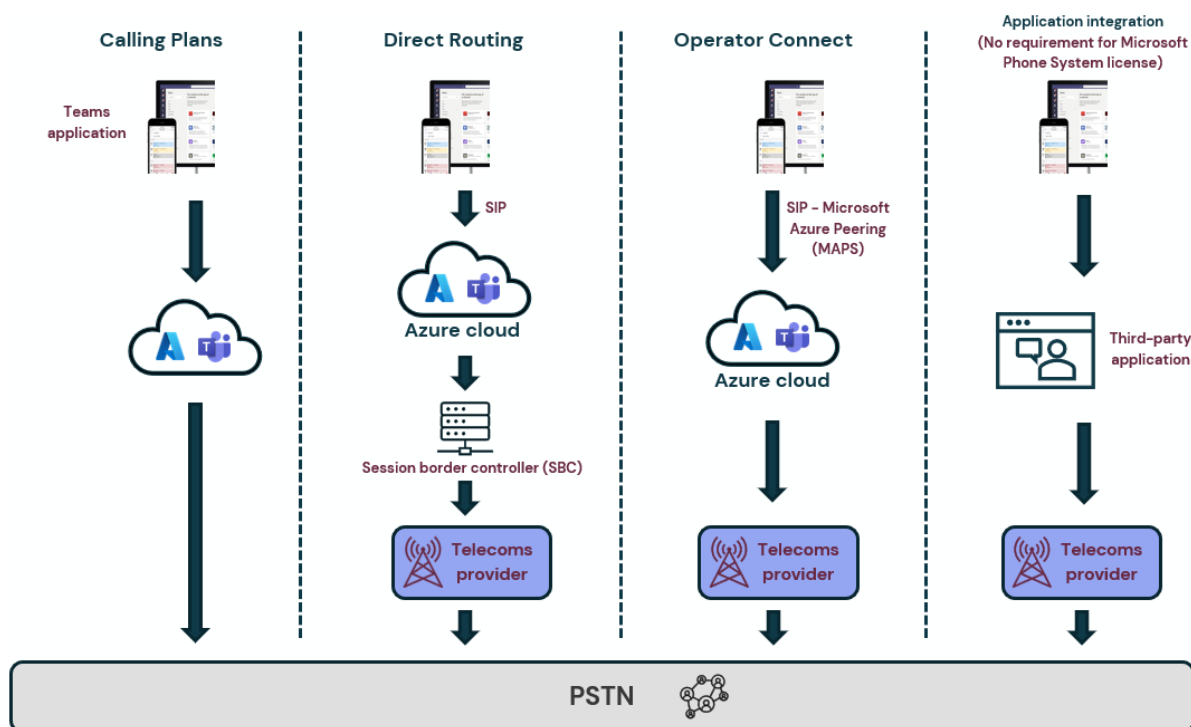 Calling Plans
Teams
application
Direct Routing
SIP
Azure cloud
Session border controller (SBC)
Telecoms
provider
Operator Connect
SIP - Microsoft
Azure Peering
(MAPS)
Azure cloud
Telecoms
provider
Application integration
(No requirement for Microsoft
Phone System license)
Third-party
application
Telecoms
provider
PSTN